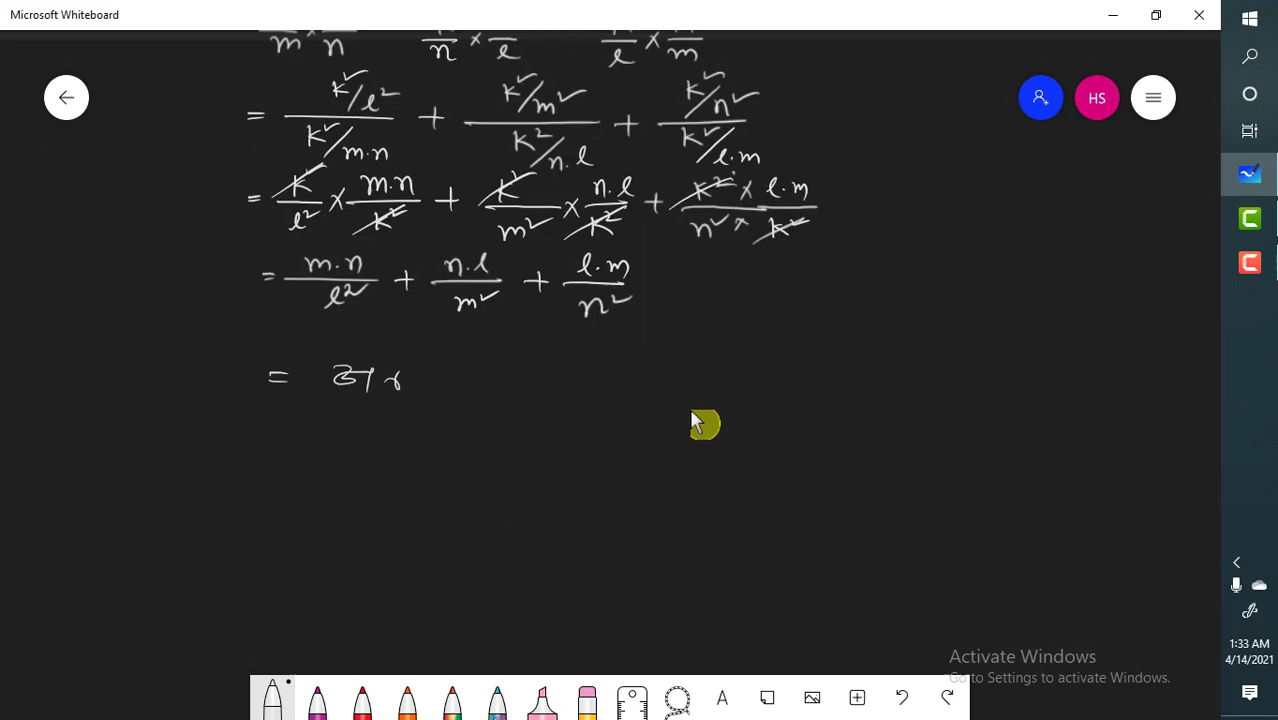 Microsoft Whiteboard
m × n n × l l × m
HS
= (K²/l²)/(K²/m.n) + (K²/m²)/(K²/n.l) + (K²/n²)/(K²/l.m)
= K²/l² × m.n/K² + K²/m² × n.l/K² + K² × l.m/n² × K²
= m.n/l² + n.l/m² + l.m/n²
=
A
Activate Windows
Go to Settings to activate Windows.
1:33 AM
4/14/2021